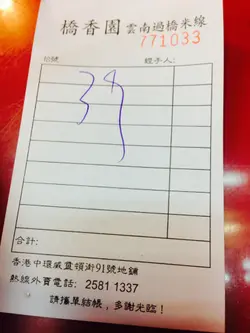 橋香園 雲南過橋米線
771033
枱號 經手人:
39
合計:
香港中環威靈頓街91號地舖
熱線外賣電話: 2581 1337
請攜單結帳，多謝光臨！